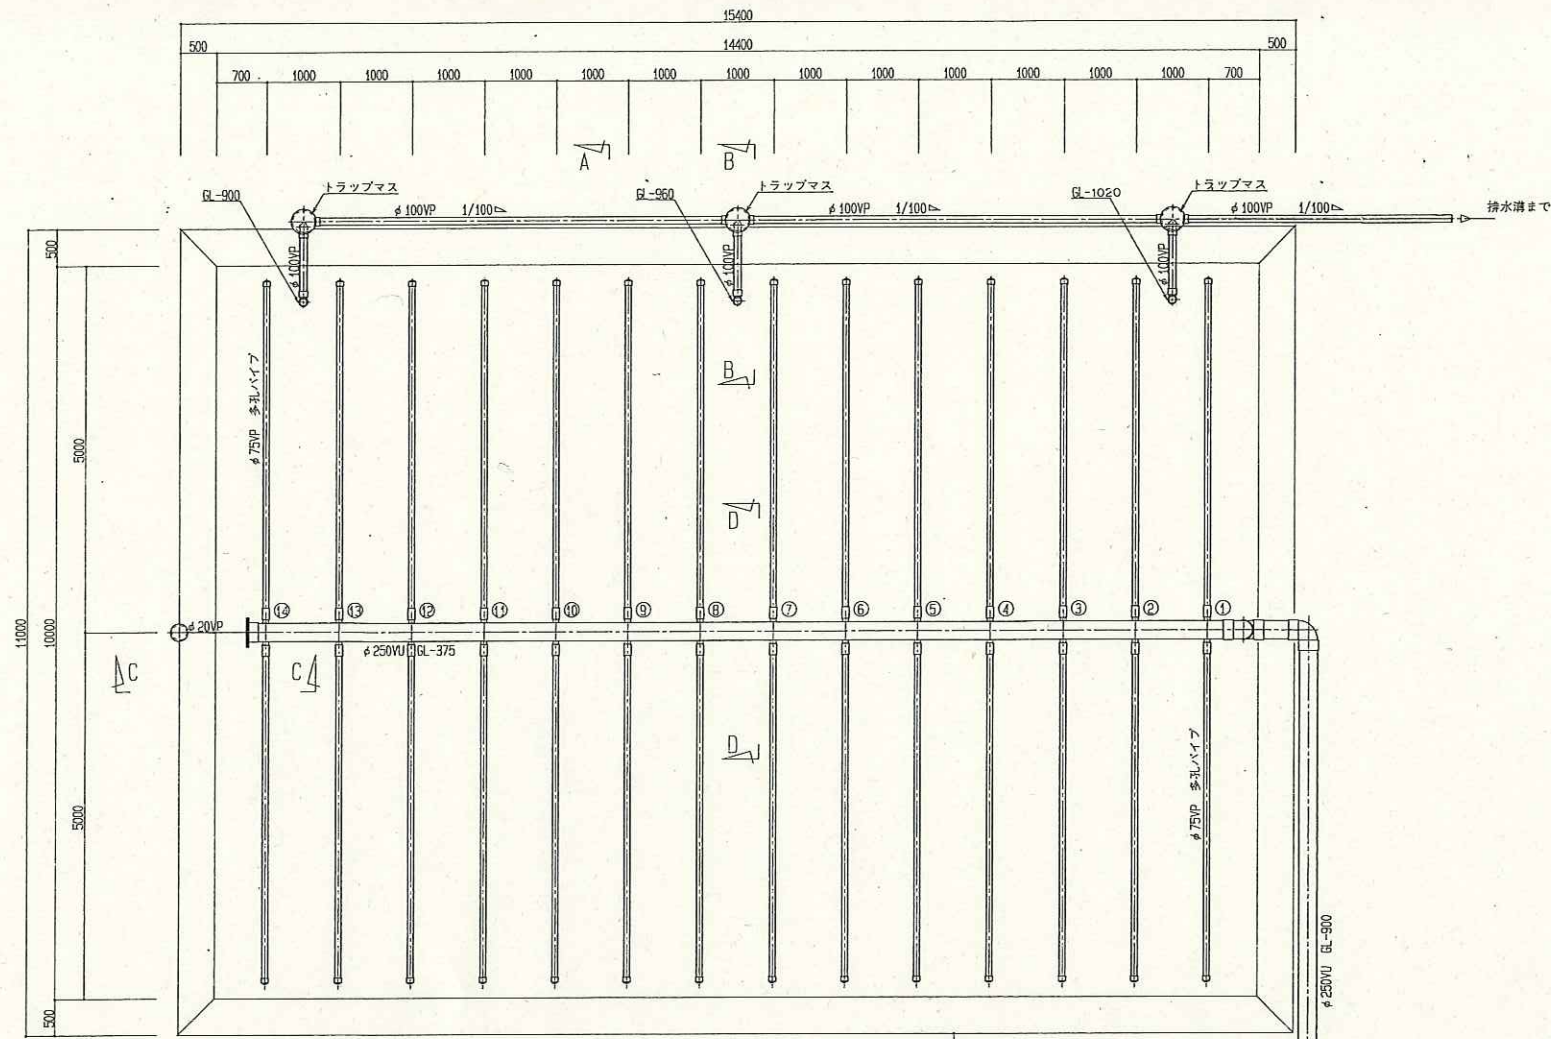 15400
500 14400 500
700 1000 1000 1000 1000 1000 1000 1000 1000 1000 1000 1000 1000 1000 700
A B
GL-900 トラップマス GL-960 トラップマス GL-1020 トラップマス
φ100VP 1/100 φ100VP 1/100 φ100VP 1/100 排水溝まで
500
φ100VP φ100VP φ100VP
B
φ75VP 多孔パイプ
5000
D
⑭ ⑬ ⑫ ⑪ ⑩ ⑨ ⑧ ⑦ ⑥ ⑤ ④ ③ ② ①
11000 10000 φ20VP
φ250VU GL-375
C C
D
φ75VP 多孔パイプ
5000
φ250VU GL-900
500